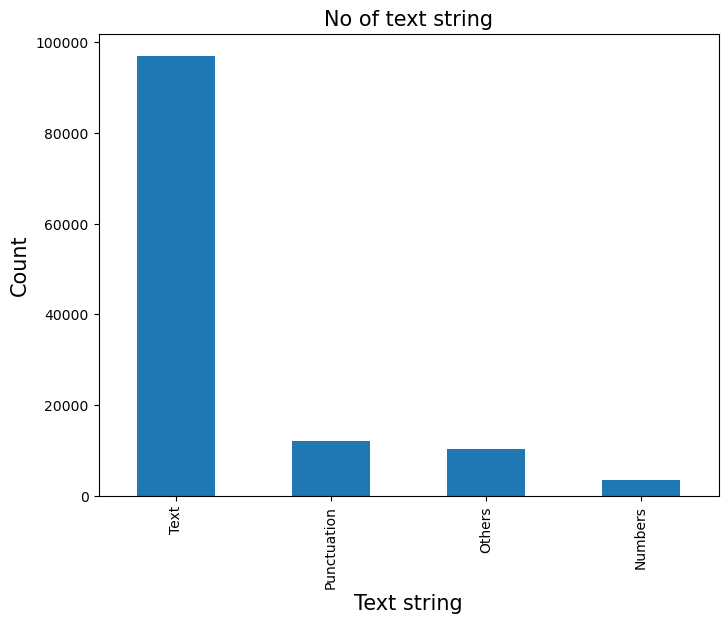 No of text string
100000
80000
60000
40000
20000
0
Count
Text
Punctuation
Others
Numbers
Text string